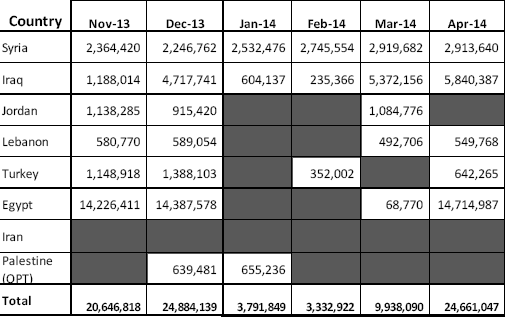 Country Nov-13 Dec-13 Jan-14 Feb-14 Mar-14 Apr-14
Syria 2,364,420 2,246,762 2,532,476 2,745,554 2,919,682 2,913,640
Iraq 1,188,014 4,717,741 604,137 235,366 5,372,156 5,840,387
Jordan 1,138,285 915,420 1,084,776
Lebanon 580,770 589,054 492,706 549,768
Turkey 1,148,918 1,388,103 352,002 642,265
Egypt 14,226,411 14,387,578 68,770 14,714,987
Iran
Palestine (OPT) 639,481 655,236
Total 20,646,818 24,884,139 3,791,849 3,332,922 9,938,090 24,661,047